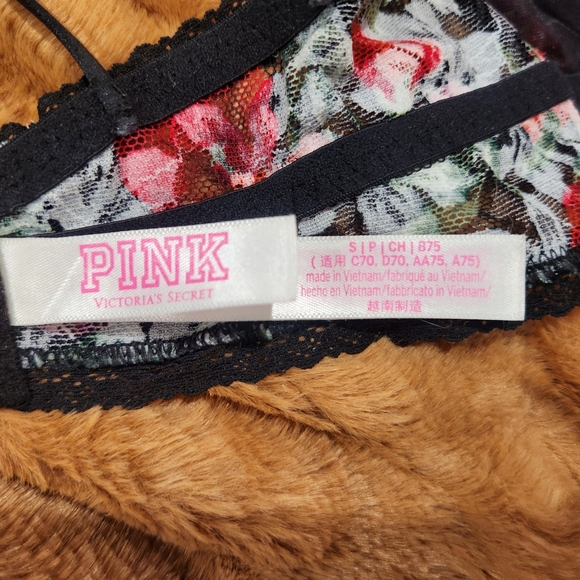 PINK
VICTORIA'S SECRET
S | P | CH | B75
(适用 C70, D70, AA75, A75)
made in Vietnam/fabriqué au Vietnam/
hecho en Vietnam/fabbricato in Vietnam/
越南制造